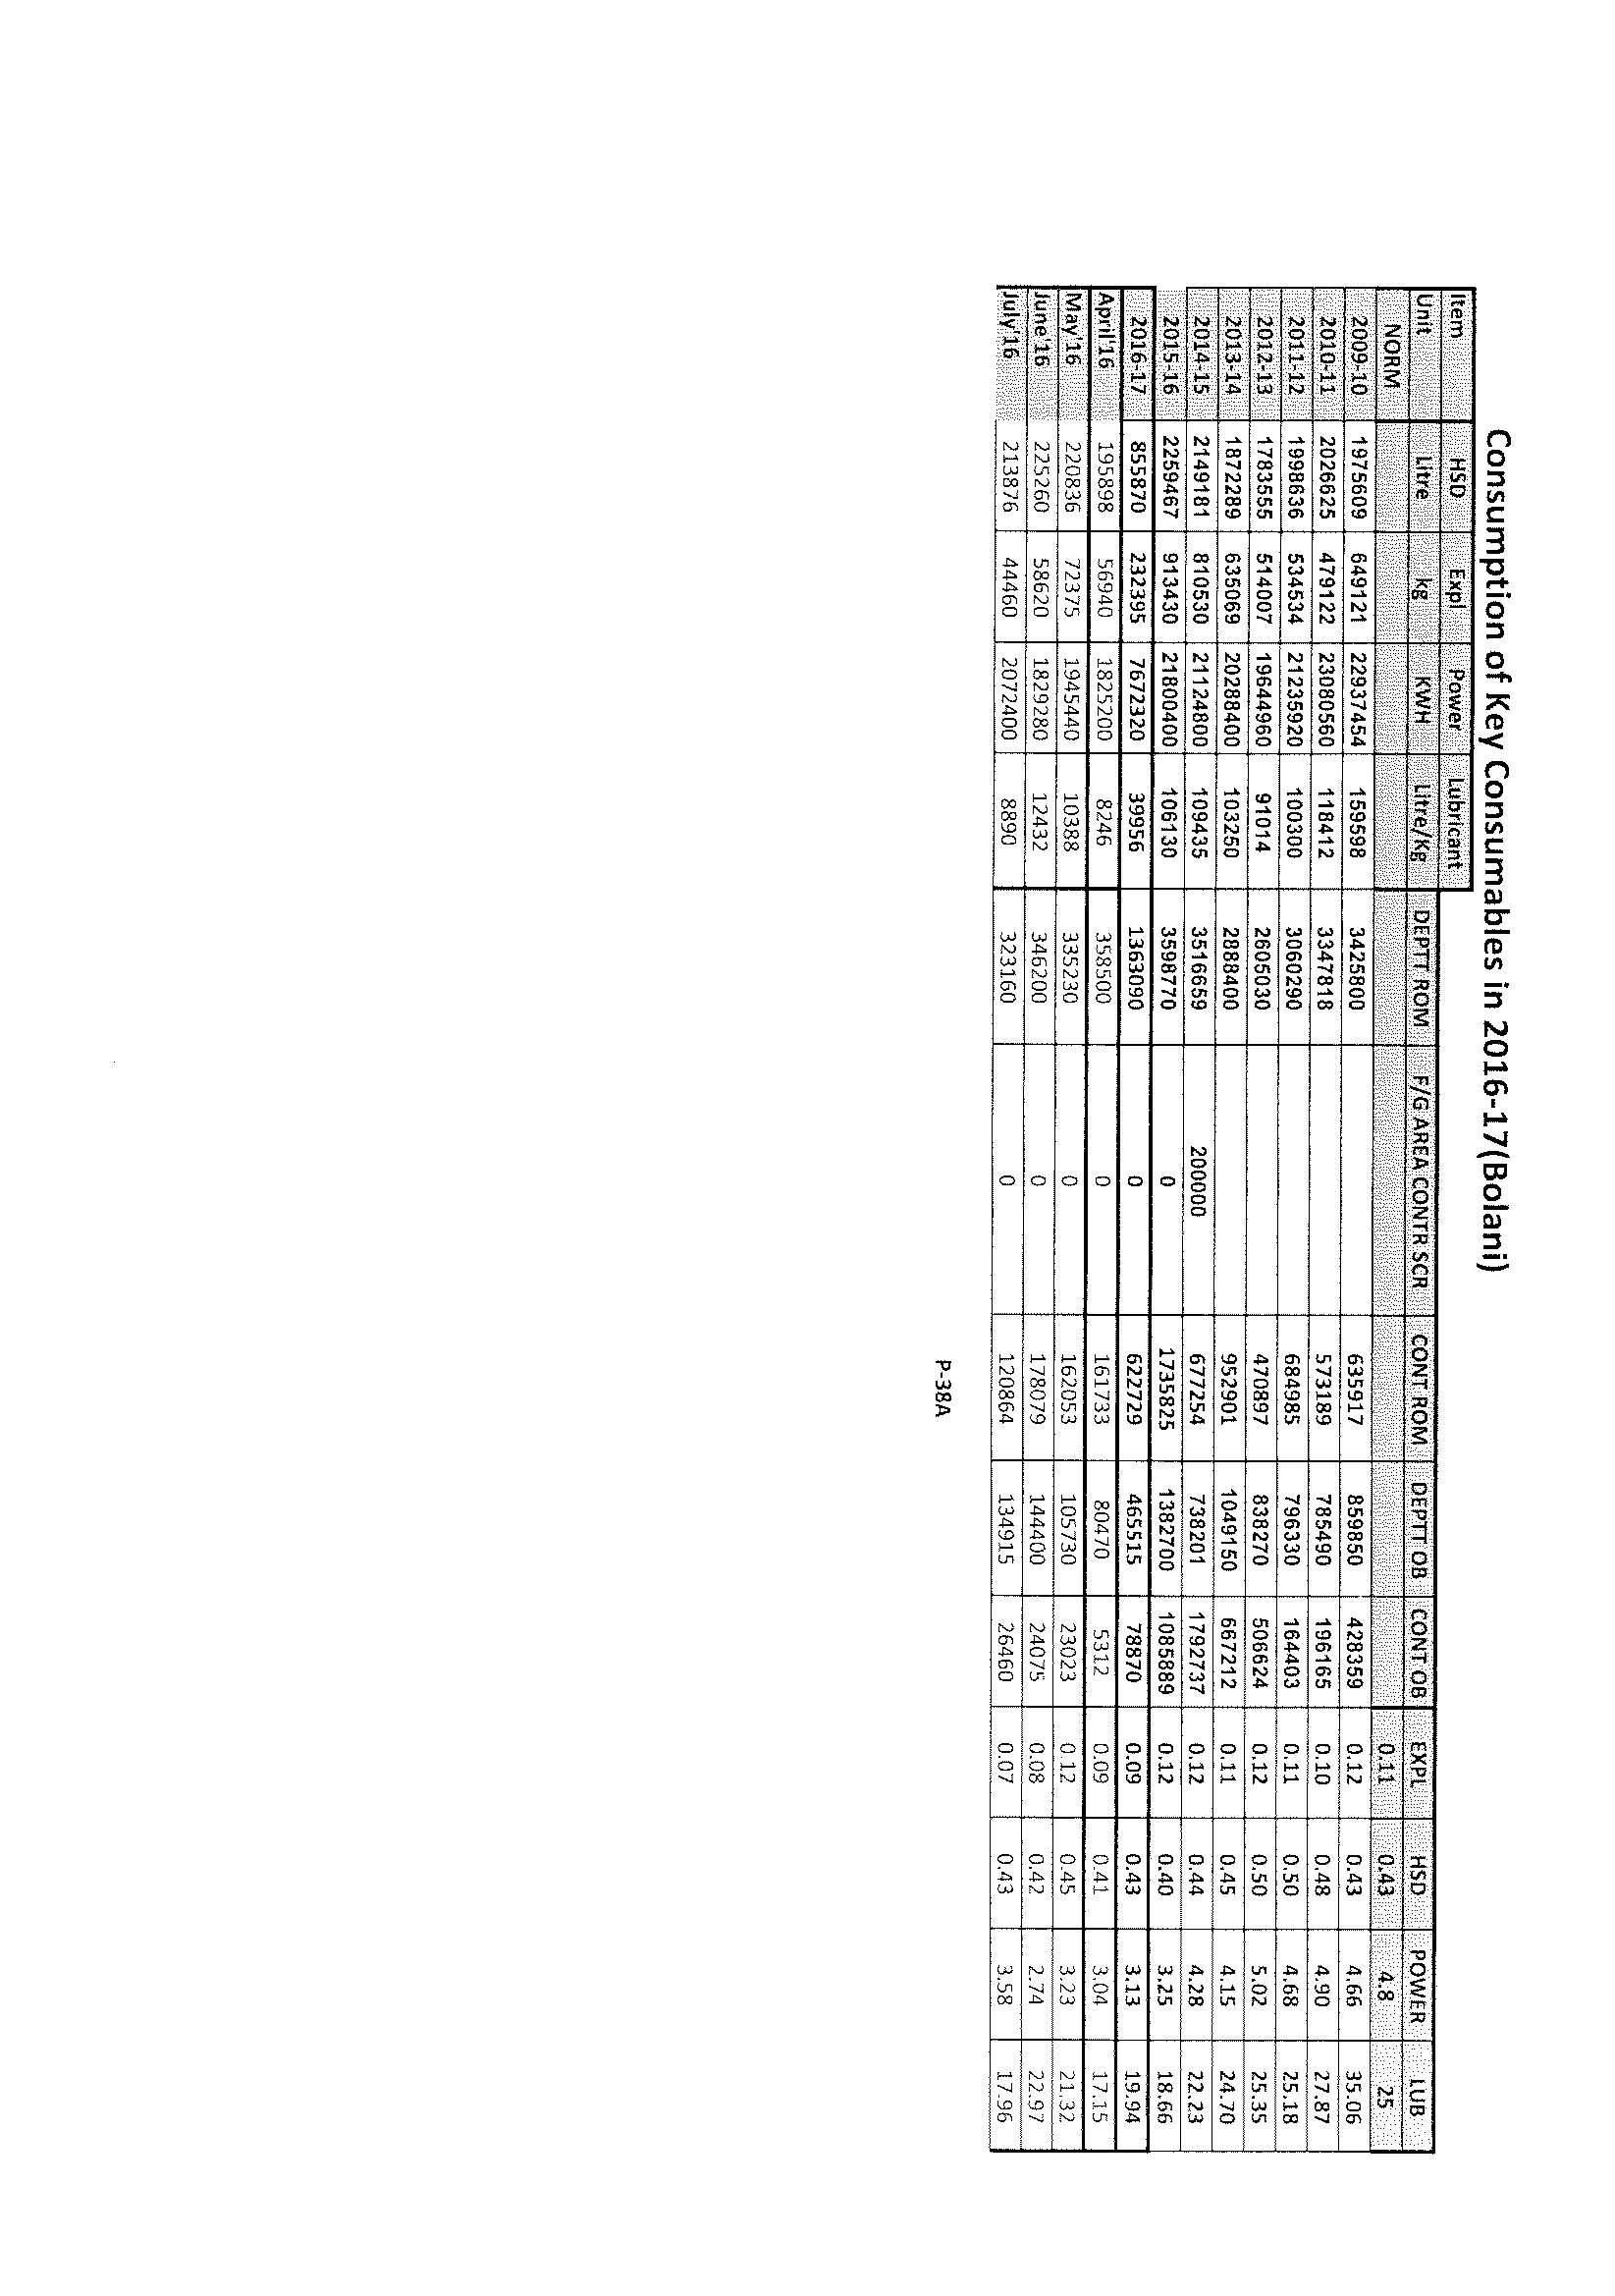 Consumption of Key Consumables in 2016-17(Bolani)
Item HSD Expl Power Lubricant
Unit Litre kg KWH Litre/Kg DEPTT ROM F/G AREA CONTR SCR CONT ROM DEPTT OB CONT OB EXPL HSD POWER LUB
NORM 0.11 0.43 4.8 25
2009-10 1975609 649121 22937454 159598 3425800 635917 859850 428359 0.12 0.43 4.66 35.06
2010-11 2026625 479122 23080560 118412 3347818 573189 785490 196165 0.10 0.48 4.90 27.87
2011-12 1998636 534534 21235920 100300 3060290 684985 796330 164403 0.11 0.50 4.68 25.18
2012-13 1783555 514007 19644960 91014 2605030 470897 838270 506624 0.12 0.50 5.02 25.35
2013-14 1872289 635069 20288400 103250 2888400 952901 1049150 667212 0.11 0.45 4.15 24.70
2014-15 2149181 810530 21124800 109435 3516659 200000 677254 738201 1792737 0.12 0.44 4.28 22.23
2015-16 2259467 913430 21800400 106130 3598770 0 1735825 1382700 1085889 0.12 0.40 3.25 18.66
2016-17 855870 232395 7672320 39956 1363090 0 622729 465515 78870 0.09 0.43 3.13 19.94
April'16 195898 56940 1825200 8246 358500 0 161733 80470 5312 0.09 0.41 3.04 17.15
May'16 220836 72375 1945440 10388 335230 0 162053 105730 23023 0.12 0.45 3.23 21.32
June'16 225260 58620 1829280 12432 346200 0 178079 144400 24075 0.08 0.42 2.74 22.97
July'16 213876 44460 2072400 8890 323160 0 120864 134915 26460 0.07 0.43 3.58 17.96
P-38A